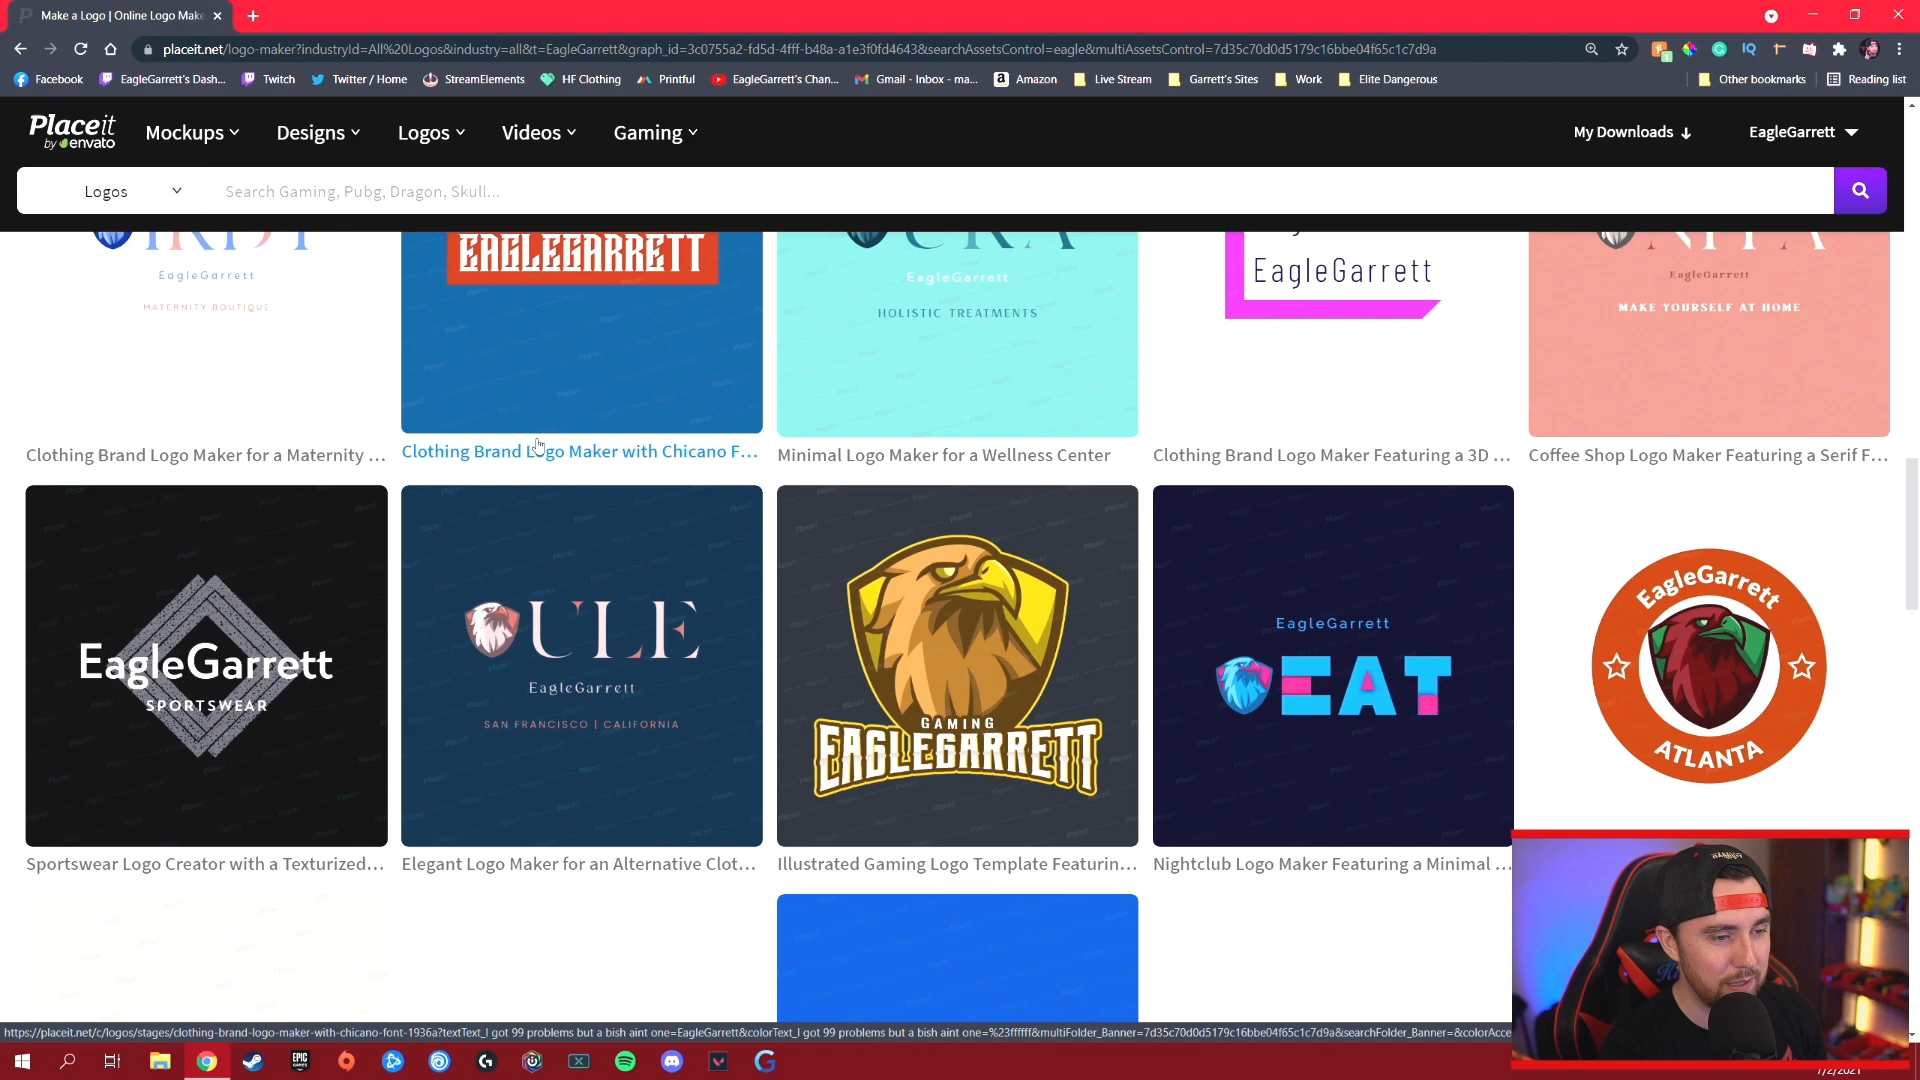 Make a Logo | Online Logo Make
placeit.net/logo-maker?industryId=All%20Logos&industry=all&t=EagleGarrett&graph_id=3c0755a2-fd5d-4fff-b48a-a1e3f0fd4643&searchAssetsControl=eagle&multiAssetsControl=7d35c70d0d5179c16bbe04f65c1c7d9a
Facebook
EagleGarrett's Dash...
Twitch
Twitter / Home
StreamElements
HF Clothing
Printful
EagleGarrett's Chan...
Gmail - Inbox - ma...
Amazon
Live Stream
Garrett's Sites
Work
Elite Dangerous
Other bookmarks
Reading list
Placeit
by envato
Mockups
Designs
Logos
Videos
Gaming
My Downloads
EagleGarrett
Logos
Search Gaming, Pubg, Dragon, Skull...
EagleGarrett
MATERNITY BOUTIQUE
EAGLEGARRETT
EagleGarrett
HOLISTIC TREATMENTS
EagleGarrett
EagleGarrett
MAKE YOURSELF AT HOME
Clothing Brand Logo Maker for a Maternity ...
Clothing Brand Logo Maker with Chicano F...
Minimal Logo Maker for a Wellness Center
Clothing Brand Logo Maker Featuring a 3D ...
Coffee Shop Logo Maker Featuring a Serif F...
EagleGarrett
SPORTSWEAR
ULE
EagleGarrett
SAN FRANCISCO | CALIFORNIA
GAMING
EAGLEGARRETT
EagleGarrett
EAT
EagleGarrett
ATLANTA
Sportswear Logo Creator with a Texturized...
Elegant Logo Maker for an Alternative Clot...
Illustrated Gaming Logo Template Featurin...
Nightclub Logo Maker Featuring a Minimal ...
https://placeit.net/c/logos/stages/clothing-brand-logo-maker-with-chicano-font-1936a?textText_I got 99 problems but a bish aint one=EagleGarrett&colorText_I got 99 problems but a bish aint one=%23ffffff&multiFolder_Banner=7d35c70d0d5179c16bbe04f65c1c7d9a&searchFolder_Banner=&colorAcce
7/2/2021